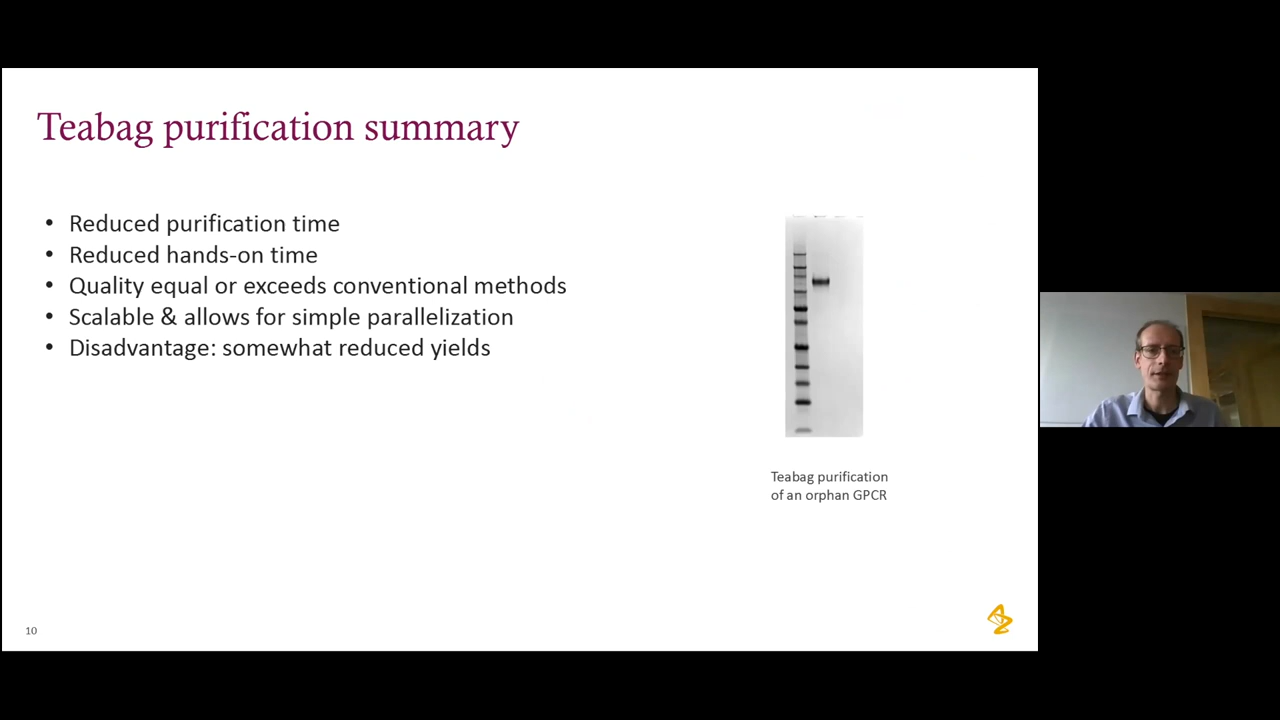 Teabag purification summary
• Reduced purification time
• Reduced hands-on time
• Quality equal or exceeds conventional methods
• Scalable & allows for simple parallelization
• Disadvantage: somewhat reduced yields
Teabag purification
of an orphan GPCR
10